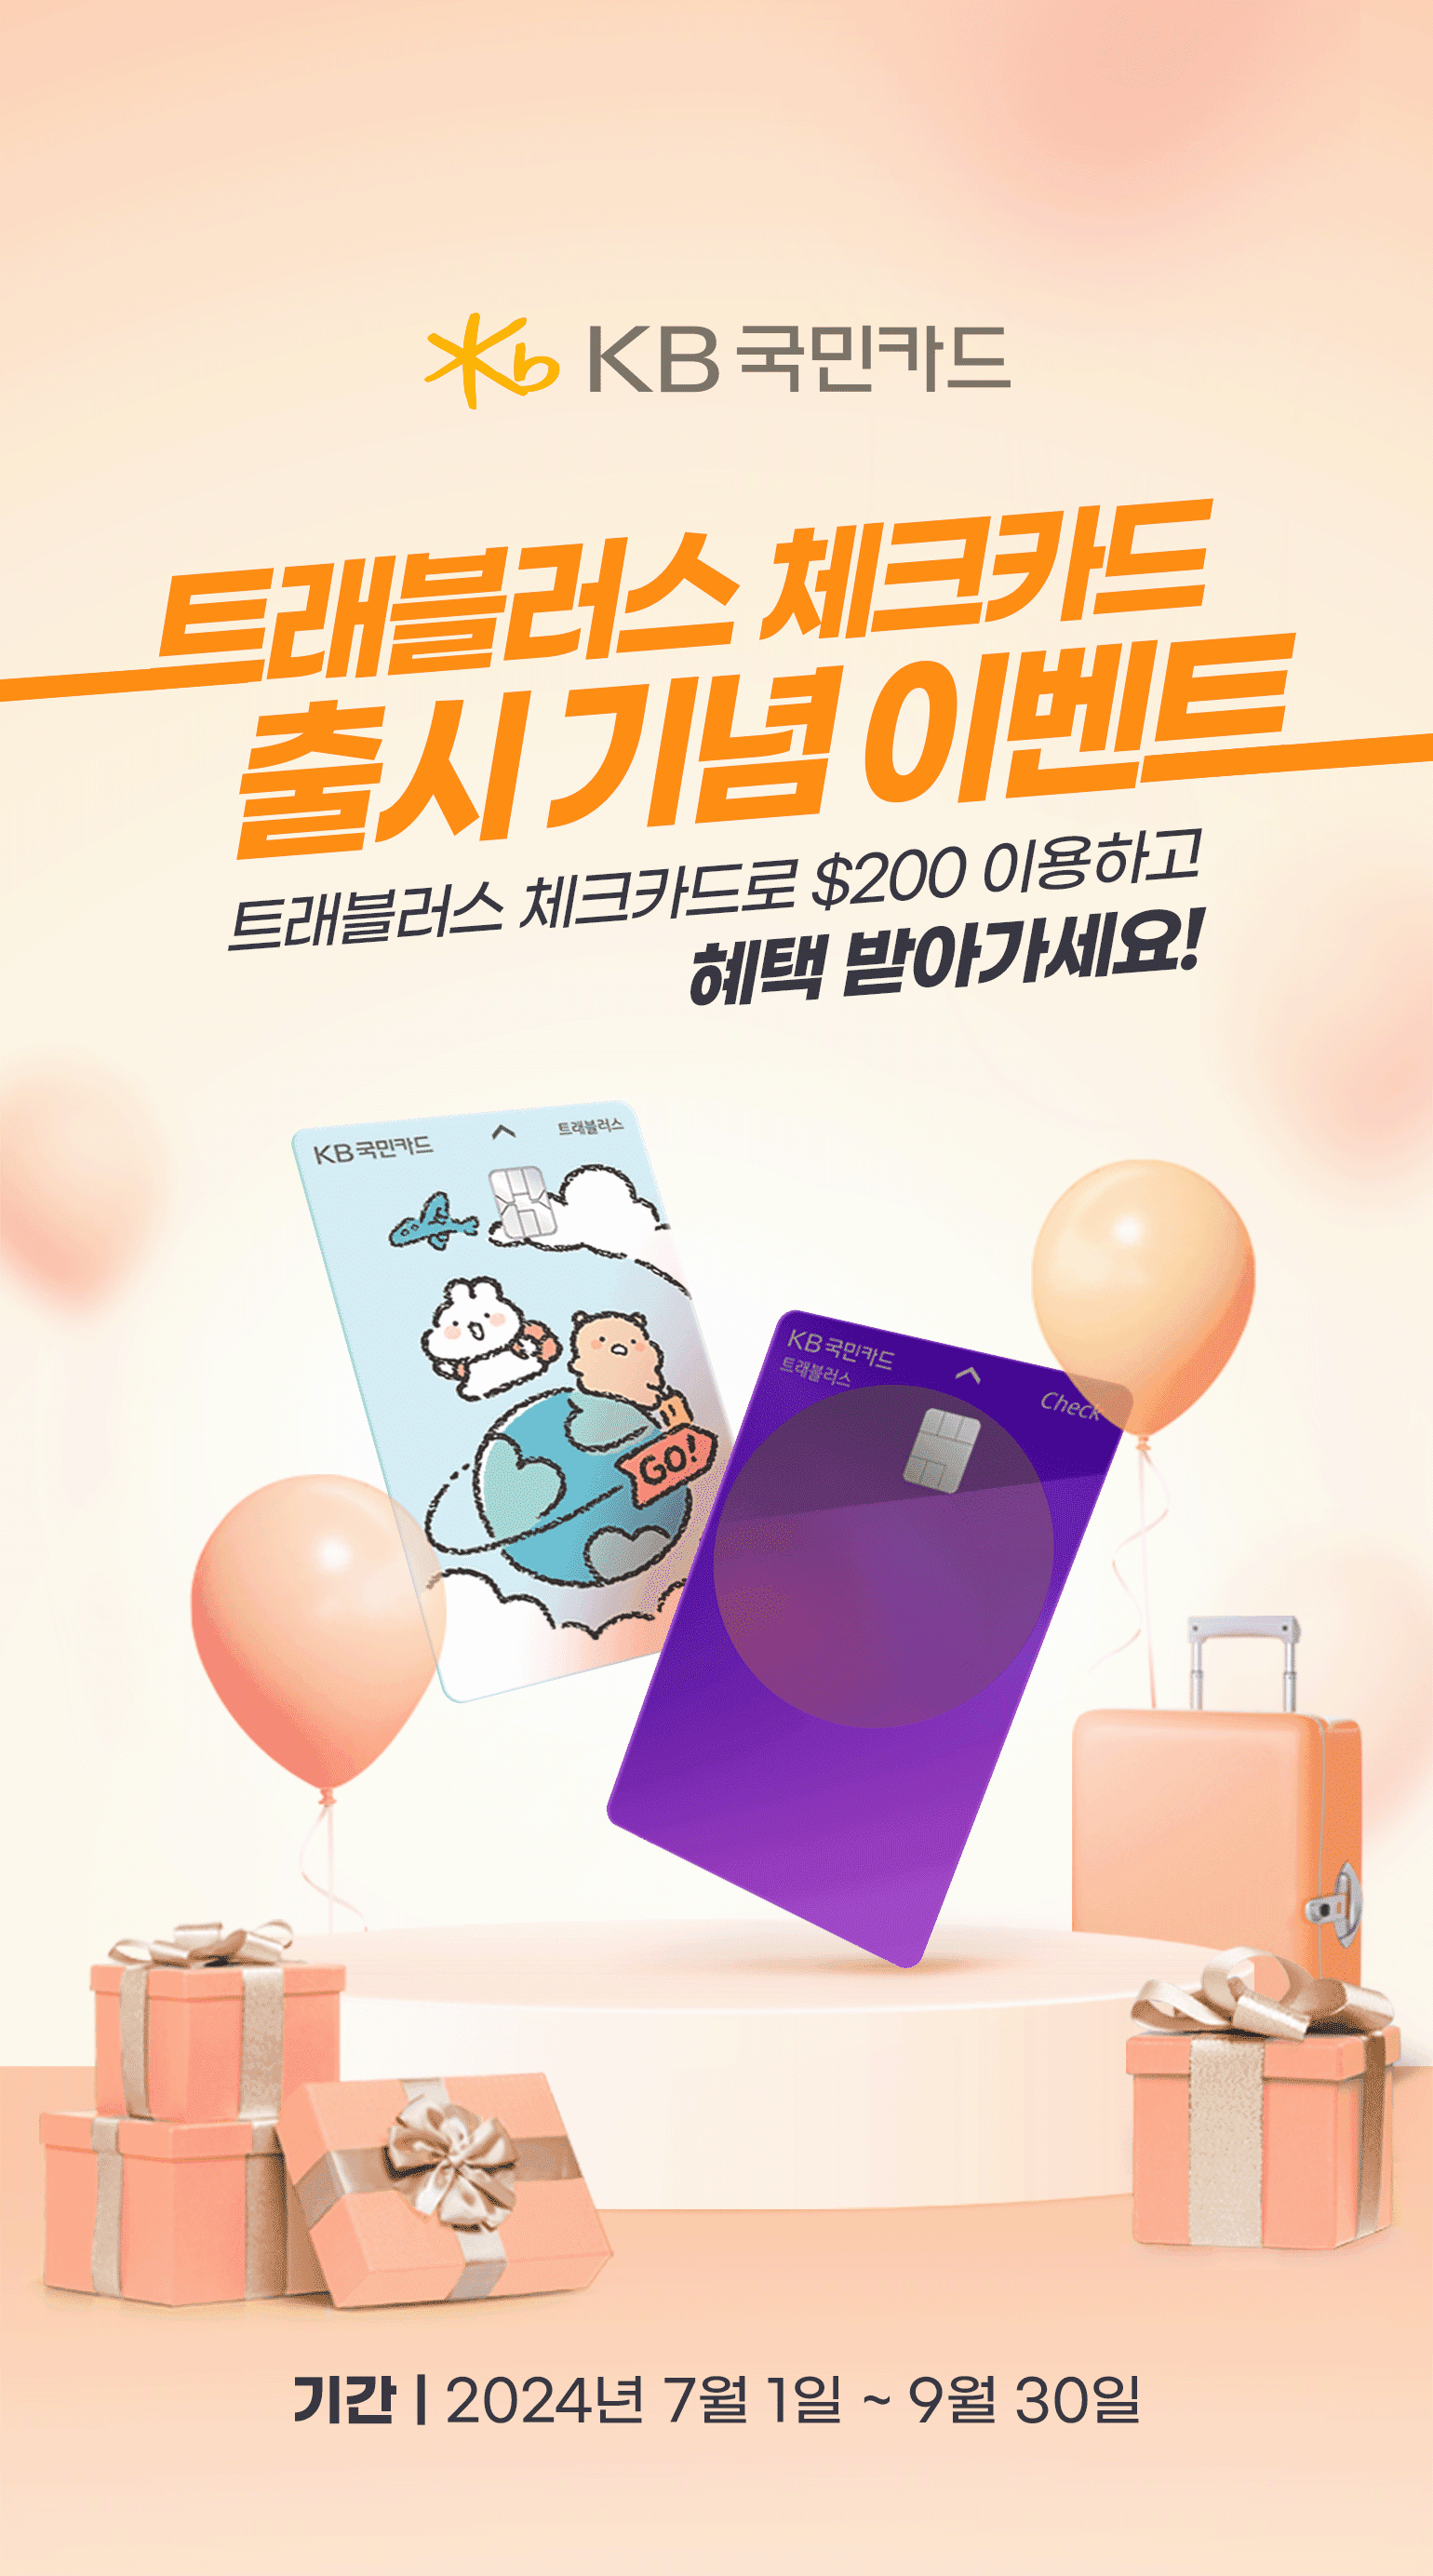 Kb KB국민카드
트래블러스 체크카드
출시 기념 이벤트
트래블러스 체크카드로 $200 이용하고
혜택 받아가세요!
KB국민카드
트래블러스
GO!
KB국민카드
트래블러스
Check
기간 | 2024년 7월 1일 ~ 9월 30일